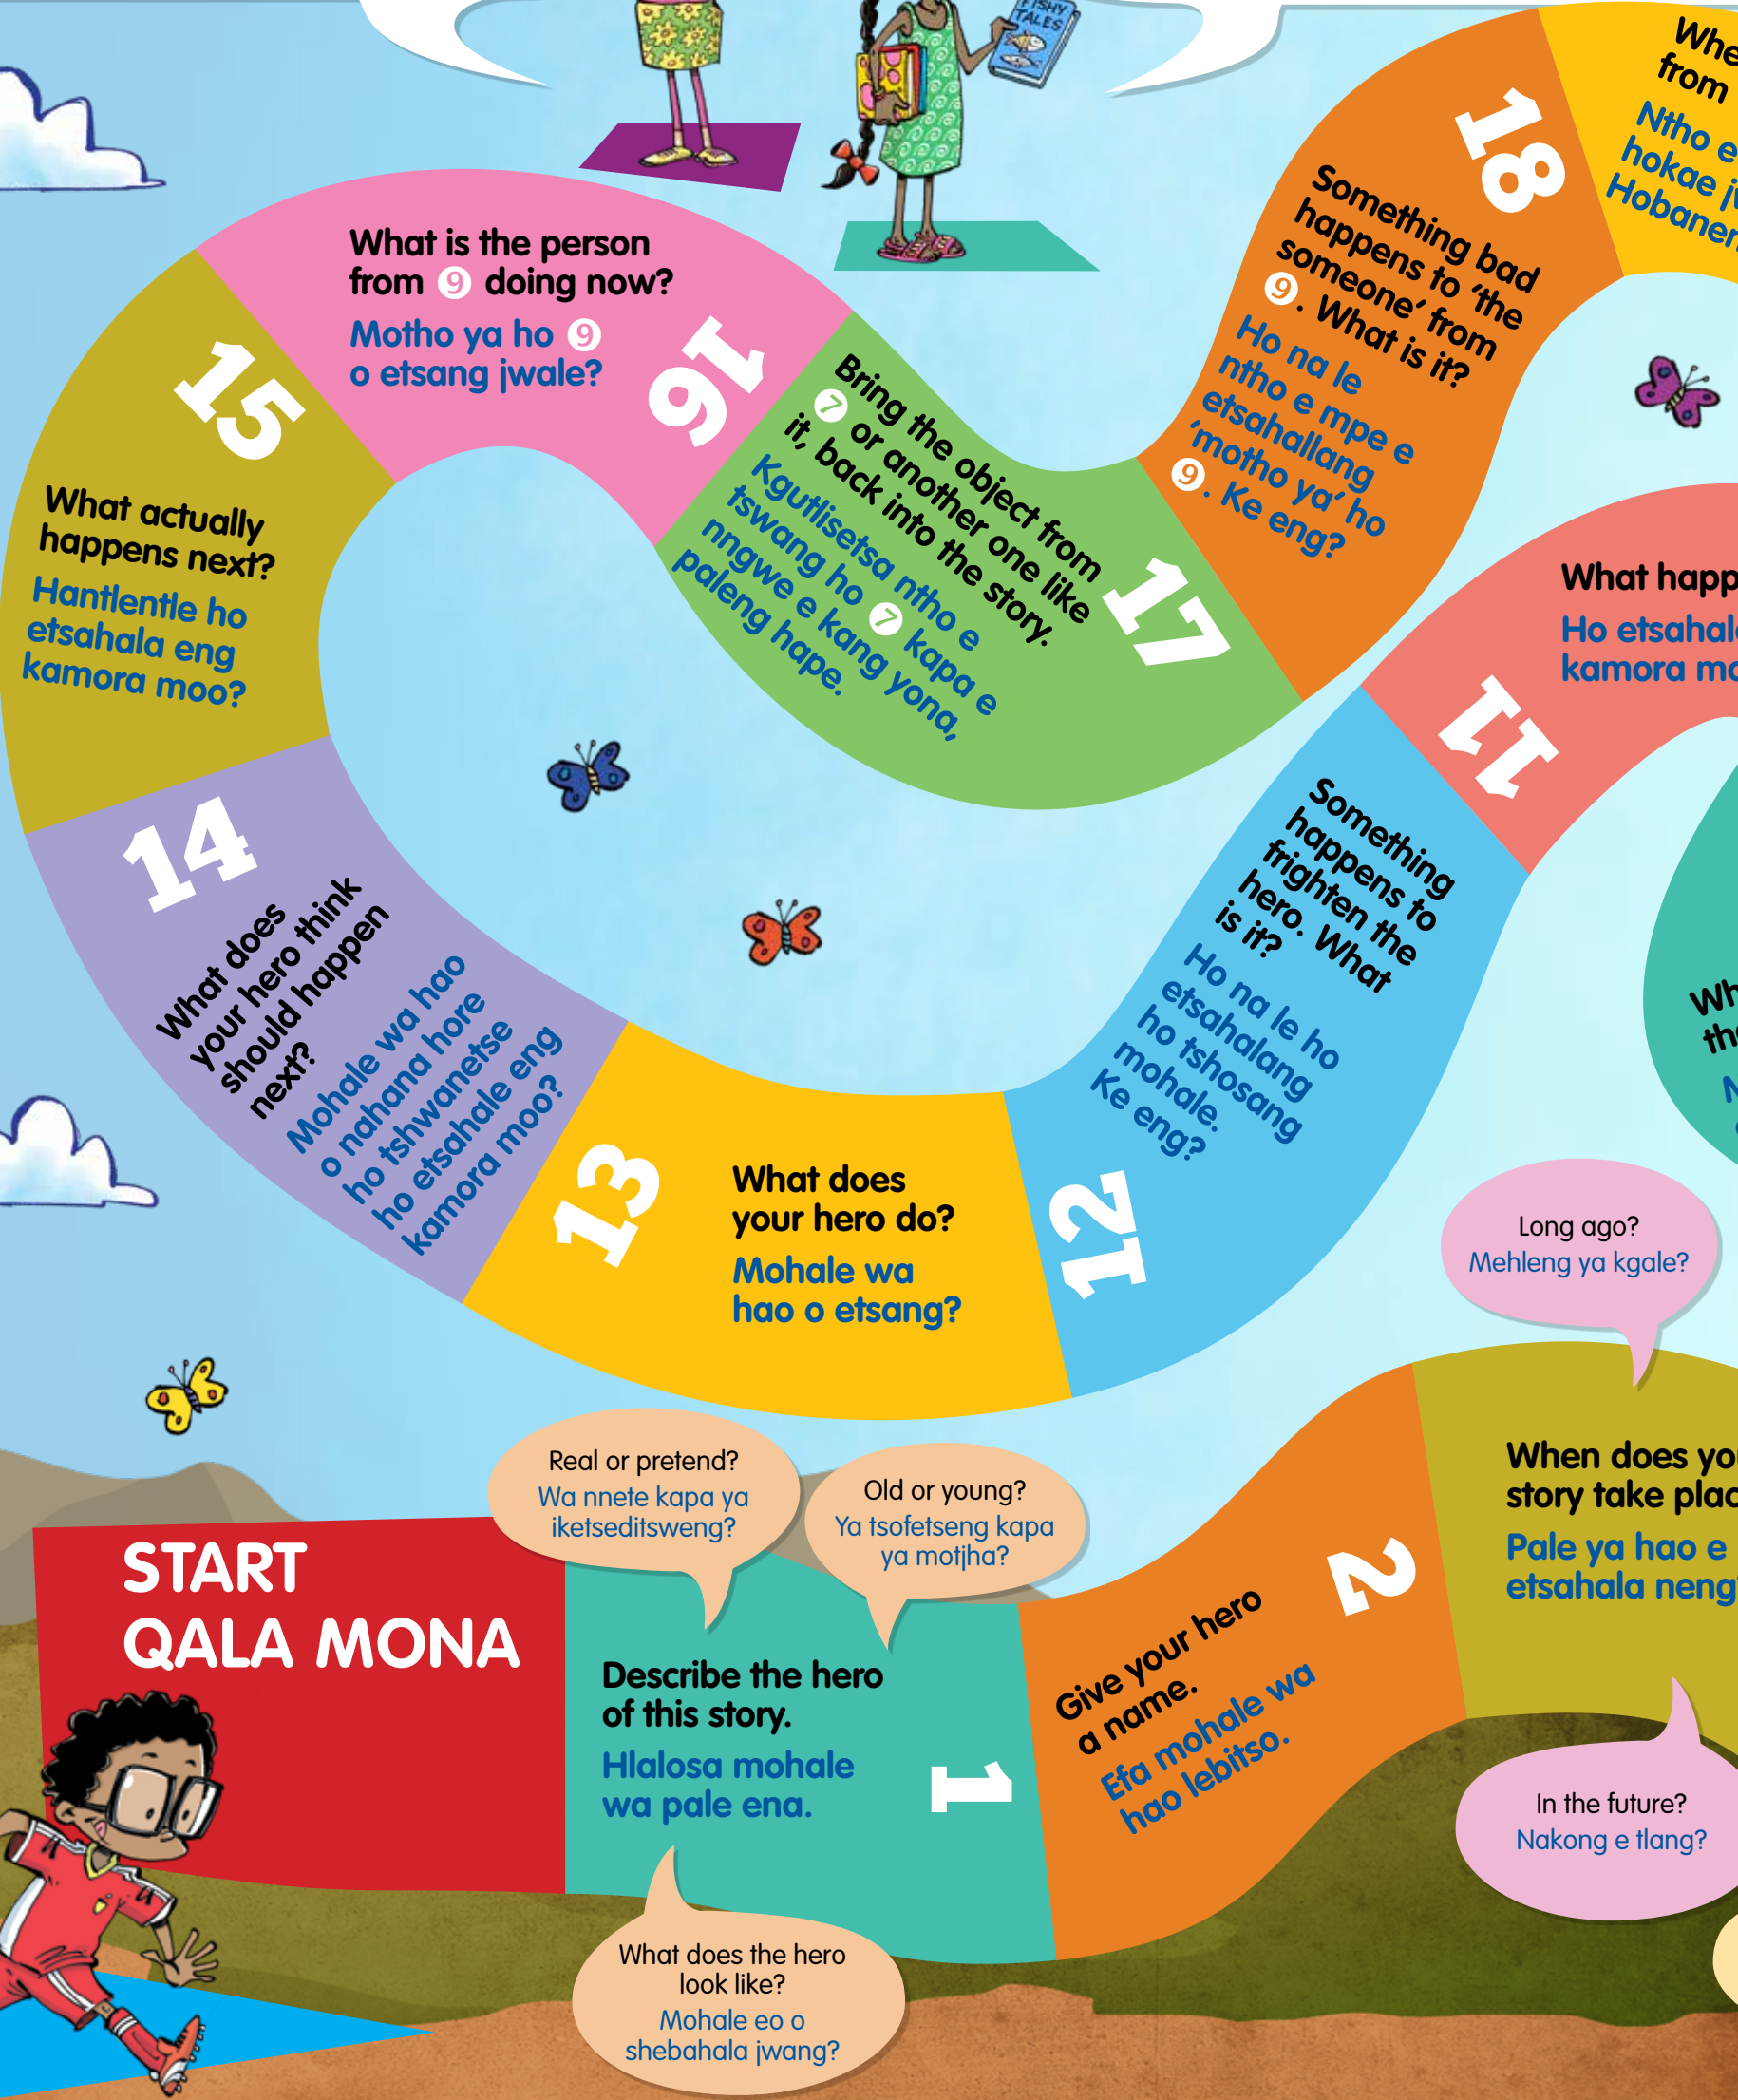 FISHY
TALES
START
QALA MONA
Real or pretend?
Wa nnete kapa ya
iketseditsweng?
Old or young?
Ya tsofetseng kapa
ya motjha?
Describe the hero
of this story.
Hlalosa mohale
wa pale ena.
1
What does the hero
look like?
Mohale eo o
shebahala jwang?
Give your hero
a name.
Efa mohale wa
hao lebitso.
2
Long ago?
Mehleng ya kgale?
When does yo
story take plac
Pale ya hao e
etsahala neng
In the future?
Nakong e tlang?
What happ
Ho etsahal
kamora mo
11
Something
happens to
frighten the
hero. What
is it?
Ho na le ho
etsahalang
ho tshosang
mohale.
Ke eng?
12
What does
your hero do?
Mohale wa
hao o etsang?
13
14
What does
your hero think
should happen
next?
Mohale wa hao
o nahana hore
ho tshwanetse
ho etsahale eng
kamora moo?
15
What actually
happens next?
Hantlentle ho
etsahala eng
kamora moo?
What is the person
from 9 doing now?
Motho ya ho 9
o etsang jwale?
16
Bring the object from
7 or another one like
it, back into the story.
Kgutlisetsa ntho e
tswang ho 7 kapa e
nngwe e kang yona,
paleng hape.
17
18
Something bad
happens to 'the
someone' from
9. What is it?
Ho na le
ntho e mpe e
etsahallang
'motho ya' ho
9. Ke eng?
Whe
from
Ntho e
hokae j
Hobane
Wh
the
N